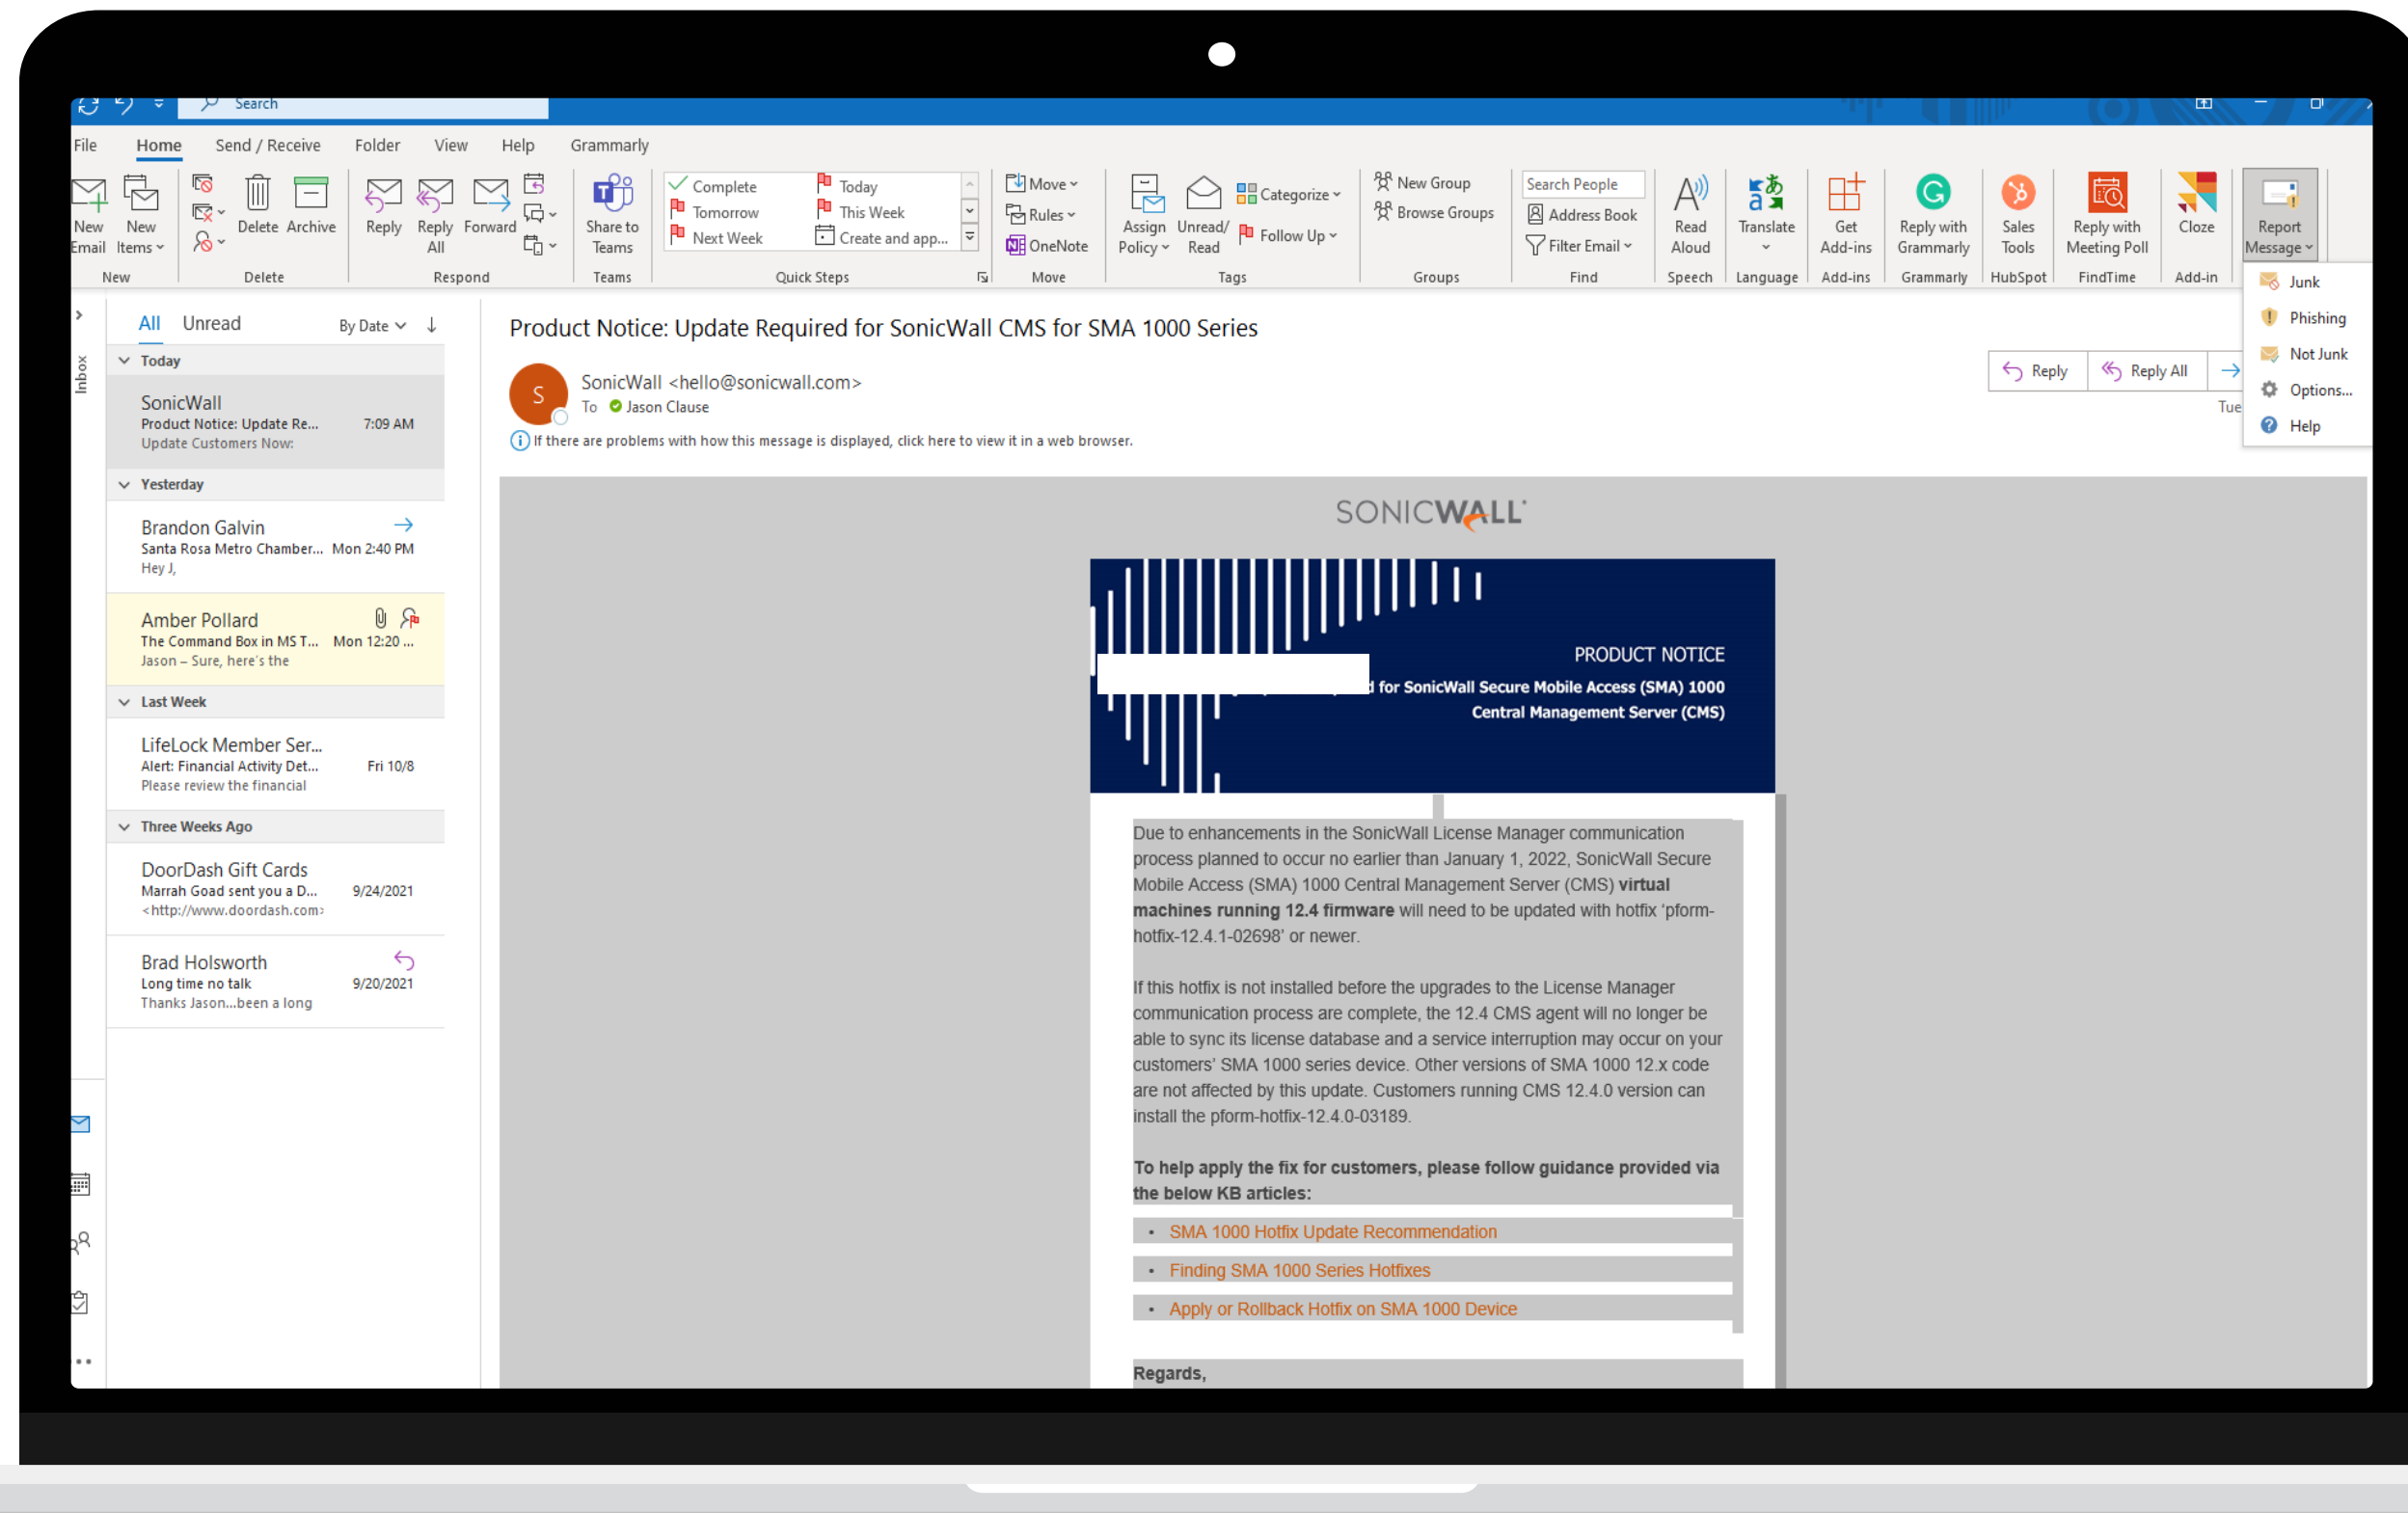 Search
File Home Send / Receive Folder View Help Grammarly
New Email
New Items
New
Delete Archive
Delete
Reply
Reply All
Forward
Respond
Share to Teams
Teams
Complete
Tomorrow
Next Week
Today
This Week
Create and app...
Quick Steps
Move
Rules
OneNote
Move
Assign Policy
Unread/ Read
Categorize
Follow Up
Tags
New Group
Browse Groups
Groups
Search People
Address Book
Filter Email
Find
Read Aloud
Speech
Translate
Language
Get Add-ins
Add-ins
Reply with Grammarly
Grammarly
Sales Tools
HubSpot
Reply with Meeting Poll
FindTime
Cloze
Add-in
Report Message
Junk
Phishing
Not Junk
Options...
Help
Inbox
All Unread By Date
Today
SonicWall
Product Notice: Update Re... 7:09 AM
Update Customers Now:
Yesterday
Brandon Galvin
Santa Rosa Metro Chamber... Mon 2:40 PM
Hey J,
Amber Pollard
The Command Box in MS T... Mon 12:20 ...
Jason – Sure, here's the
Last Week
LifeLock Member Ser...
Alert: Financial Activity Det... Fri 10/8
Please review the financial
Three Weeks Ago
DoorDash Gift Cards
Marrah Goad sent you a D... 9/24/2021
<http://www.doordash.com>
Brad Holsworth
Long time no talk 9/20/2021
Thanks Jason...been a long
Product Notice: Update Required for SonicWall CMS for SMA 1000 Series
S
SonicWall <hello@sonicwall.com>
To Jason Clause
Reply Reply All
Tue
If there are problems with how this message is displayed, click here to view it in a web browser.
SONICWALL
PRODUCT NOTICE
for SonicWall Secure Mobile Access (SMA) 1000
Central Management Server (CMS)
Due to enhancements in the SonicWall License Manager communication
process planned to occur no earlier than January 1, 2022, SonicWall Secure
Mobile Access (SMA) 1000 Central Management Server (CMS) virtual
machines running 12.4 firmware will need to be updated with hotfix ‘pform-
hotfix-12.4.1-02698’ or newer.
If this hotfix is not installed before the upgrades to the License Manager
communication process are complete, the 12.4 CMS agent will no longer be
able to sync its license database and a service interruption may occur on your
customers’ SMA 1000 series device. Other versions of SMA 1000 12.x code
are not affected by this update. Customers running CMS 12.4.0 version can
install the pform-hotfix-12.4.0-03189.
To help apply the fix for customers, please follow guidance provided via
the below KB articles:
• SMA 1000 Hotfix Update Recommendation
• Finding SMA 1000 Series Hotfixes
• Apply or Rollback Hotfix on SMA 1000 Device
Regards,